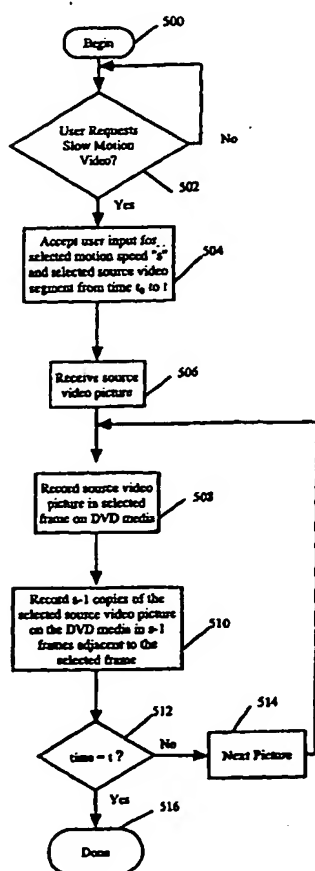 500
Begin
User Requests
Slow Motion
Video?
No
502
Yes
Accept user input for
selected motion speed "s"
and selected source video
segment from time t₀ to t
504
Receive source
video picture
506
Record source video
picture in selected
frame on DVD media
508
Record s-1 copies of the
selected source video picture
on the DVD media in s-1
frames adjacent to the
selected frame
510
512
time = t ?
No
514
Next Picture
Yes
516
Done